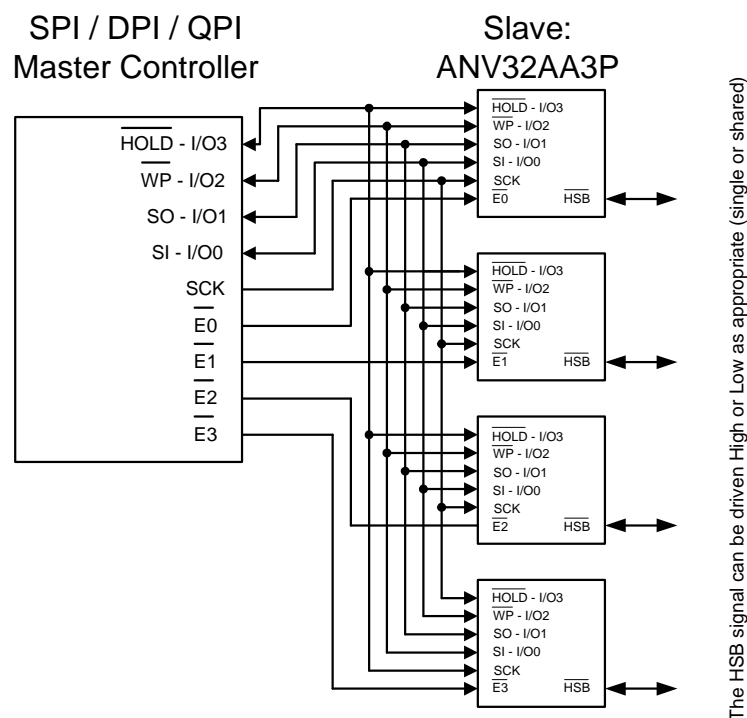 SPI / DPI / QPI
Master Controller
HOLD - I/O3
WP - I/O2
SO - I/O1
SI - I/O0
SCK
E0
E1
E2
E3
Slave:
ANV32AA3P
HOLD - I/O3
WP - I/O2
SO - I/O1
SI - I/O0
SCK
E0 HSB
HOLD - I/O3
WP - I/O2
SO - I/O1
SI - I/O0
SCK
E1 HSB
HOLD - I/O3
WP - I/O2
SO - I/O1
SI - I/O0
SCK
E2 HSB
HOLD - I/O3
WP - I/O2
SO - I/O1
SI - I/O0
SCK
E3 HSB
The HSB signal can be driven High or Low as appropriate (single or shared)